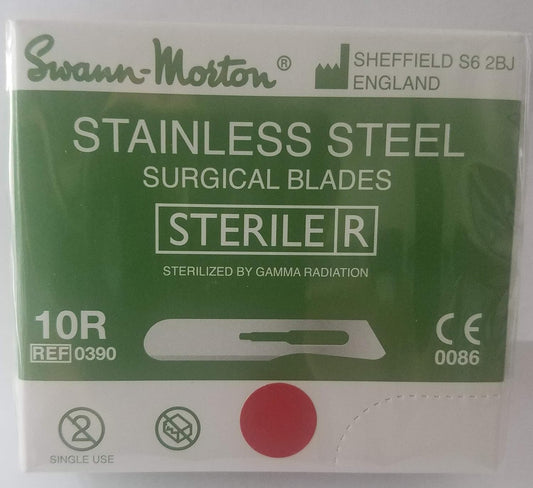 Swann-Morton®
SHEFFIELD S6 2BJ
ENGLAND
STAINLESS STEEL
SURGICAL BLADES
STERILE R
STERILIZED BY GAMMA RADIATION
10R
REF 0390
CE
0086
2
SINGLE USE